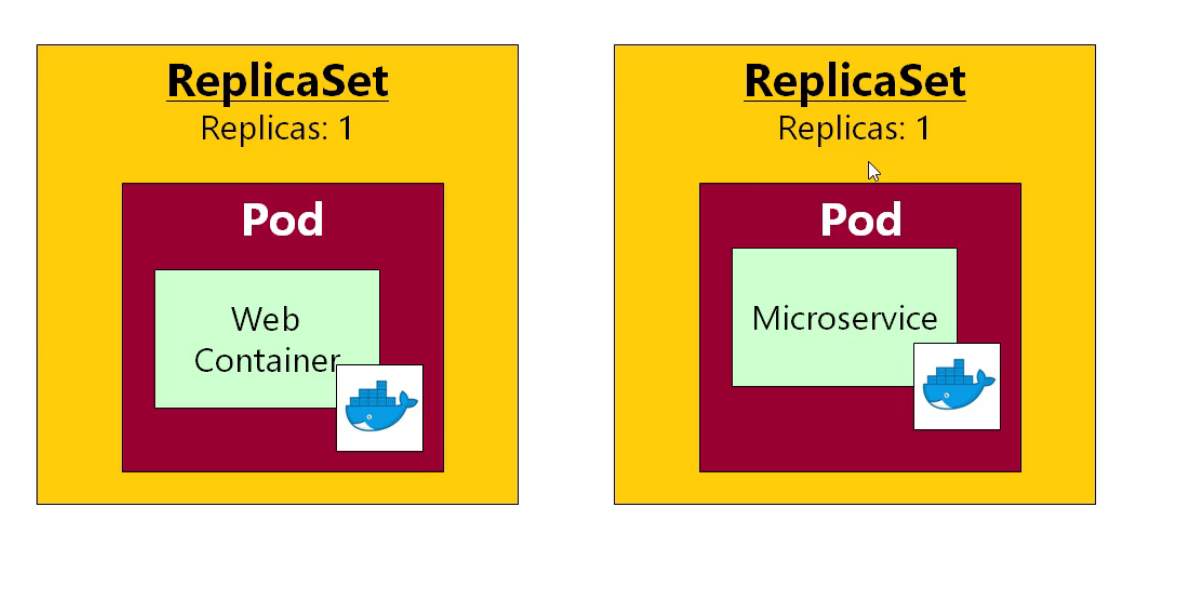 ReplicaSet
Replicas: 1
Pod
Web
Container
ReplicaSet
Replicas: 1
Pod
Microservice